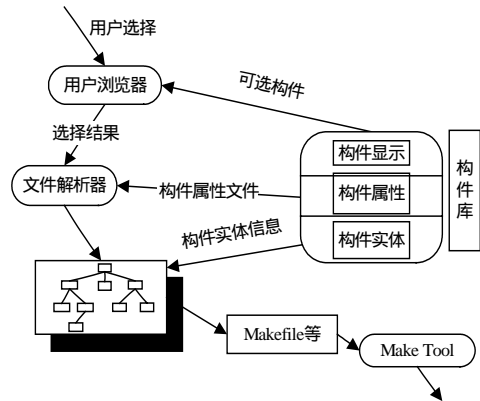 用户选择
用户浏览器
可选构件
选择结果
构件显示
构件属性
构件实体
构件库
文件解析器
构件属性文件
构件实体信息
Makefile等
Make Tool